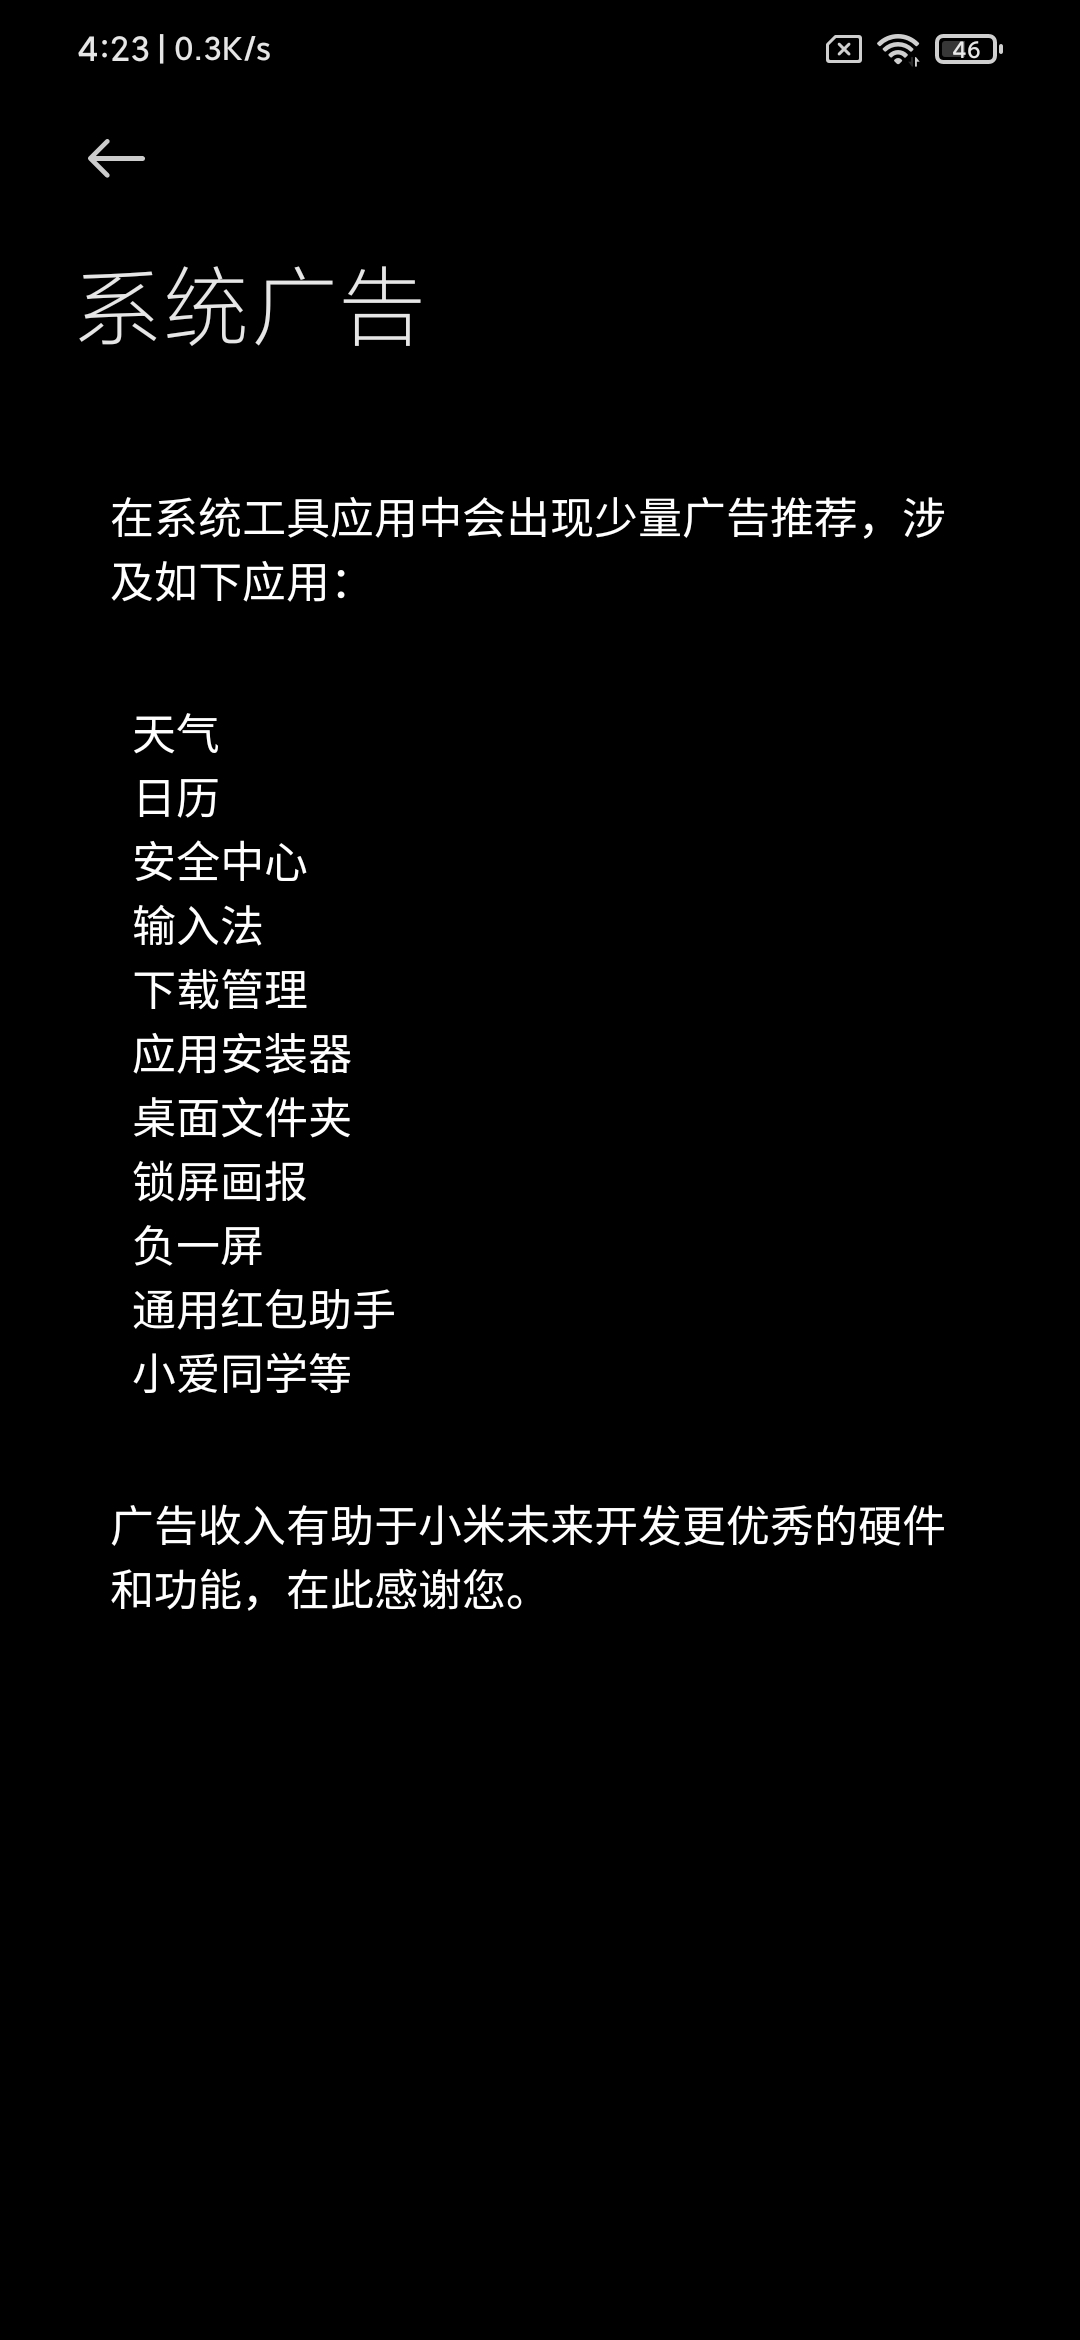 4:23 | 0.3K/s
46
系统广告
在系统工具应用中会出现少量广告推荐，涉
及如下应用：
天气
日历
安全中心
输入法
下载管理
应用安装器
桌面文件夹
锁屏画报
负一屏
通用红包助手
小爱同学等
广告收入有助于小米未来开发更优秀的硬件
和功能，在此感谢您。